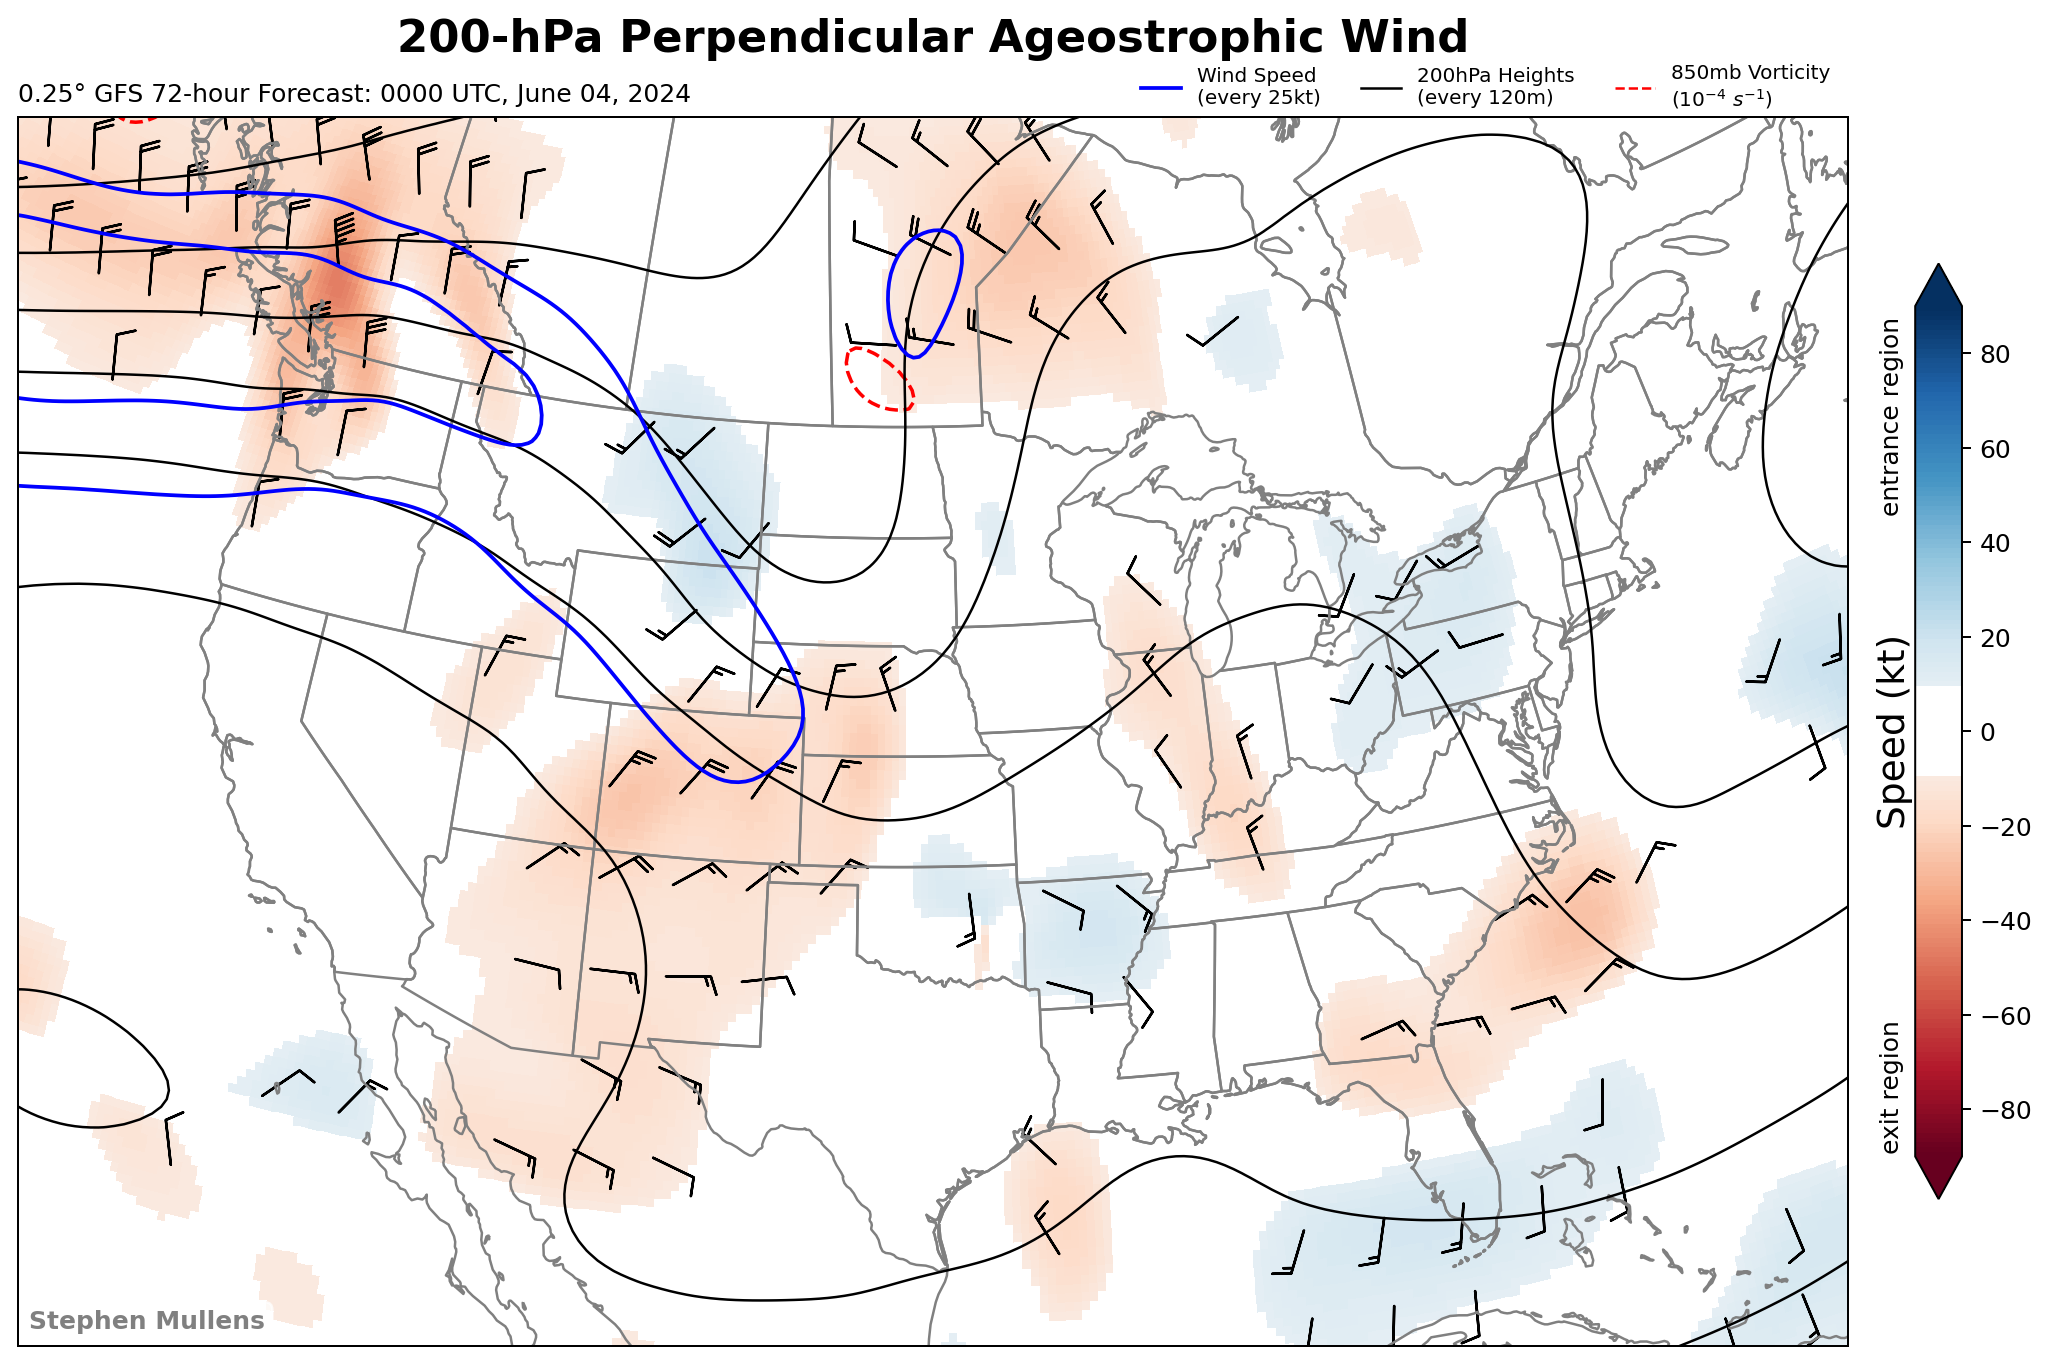 200-hPa Perpendicular Ageostrophic Wind
0.25° GFS 72-hour Forecast: 0000 UTC, June 04, 2024
Wind Speed
(every 25kt)
200hPa Heights
(every 120m)
850mb Vorticity
(10⁻⁴ s⁻¹)
entrance region
Speed (kt)
exit region
80
60
40
20
0
−20
−40
−60
−80
Stephen Mullens